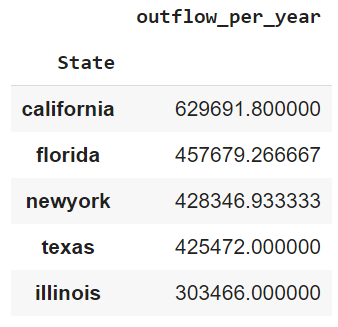 outflow_per_year
State
california 629691.800000
florida 457679.266667
newyork 428346.933333
texas 425472.000000
illinois 303466.000000